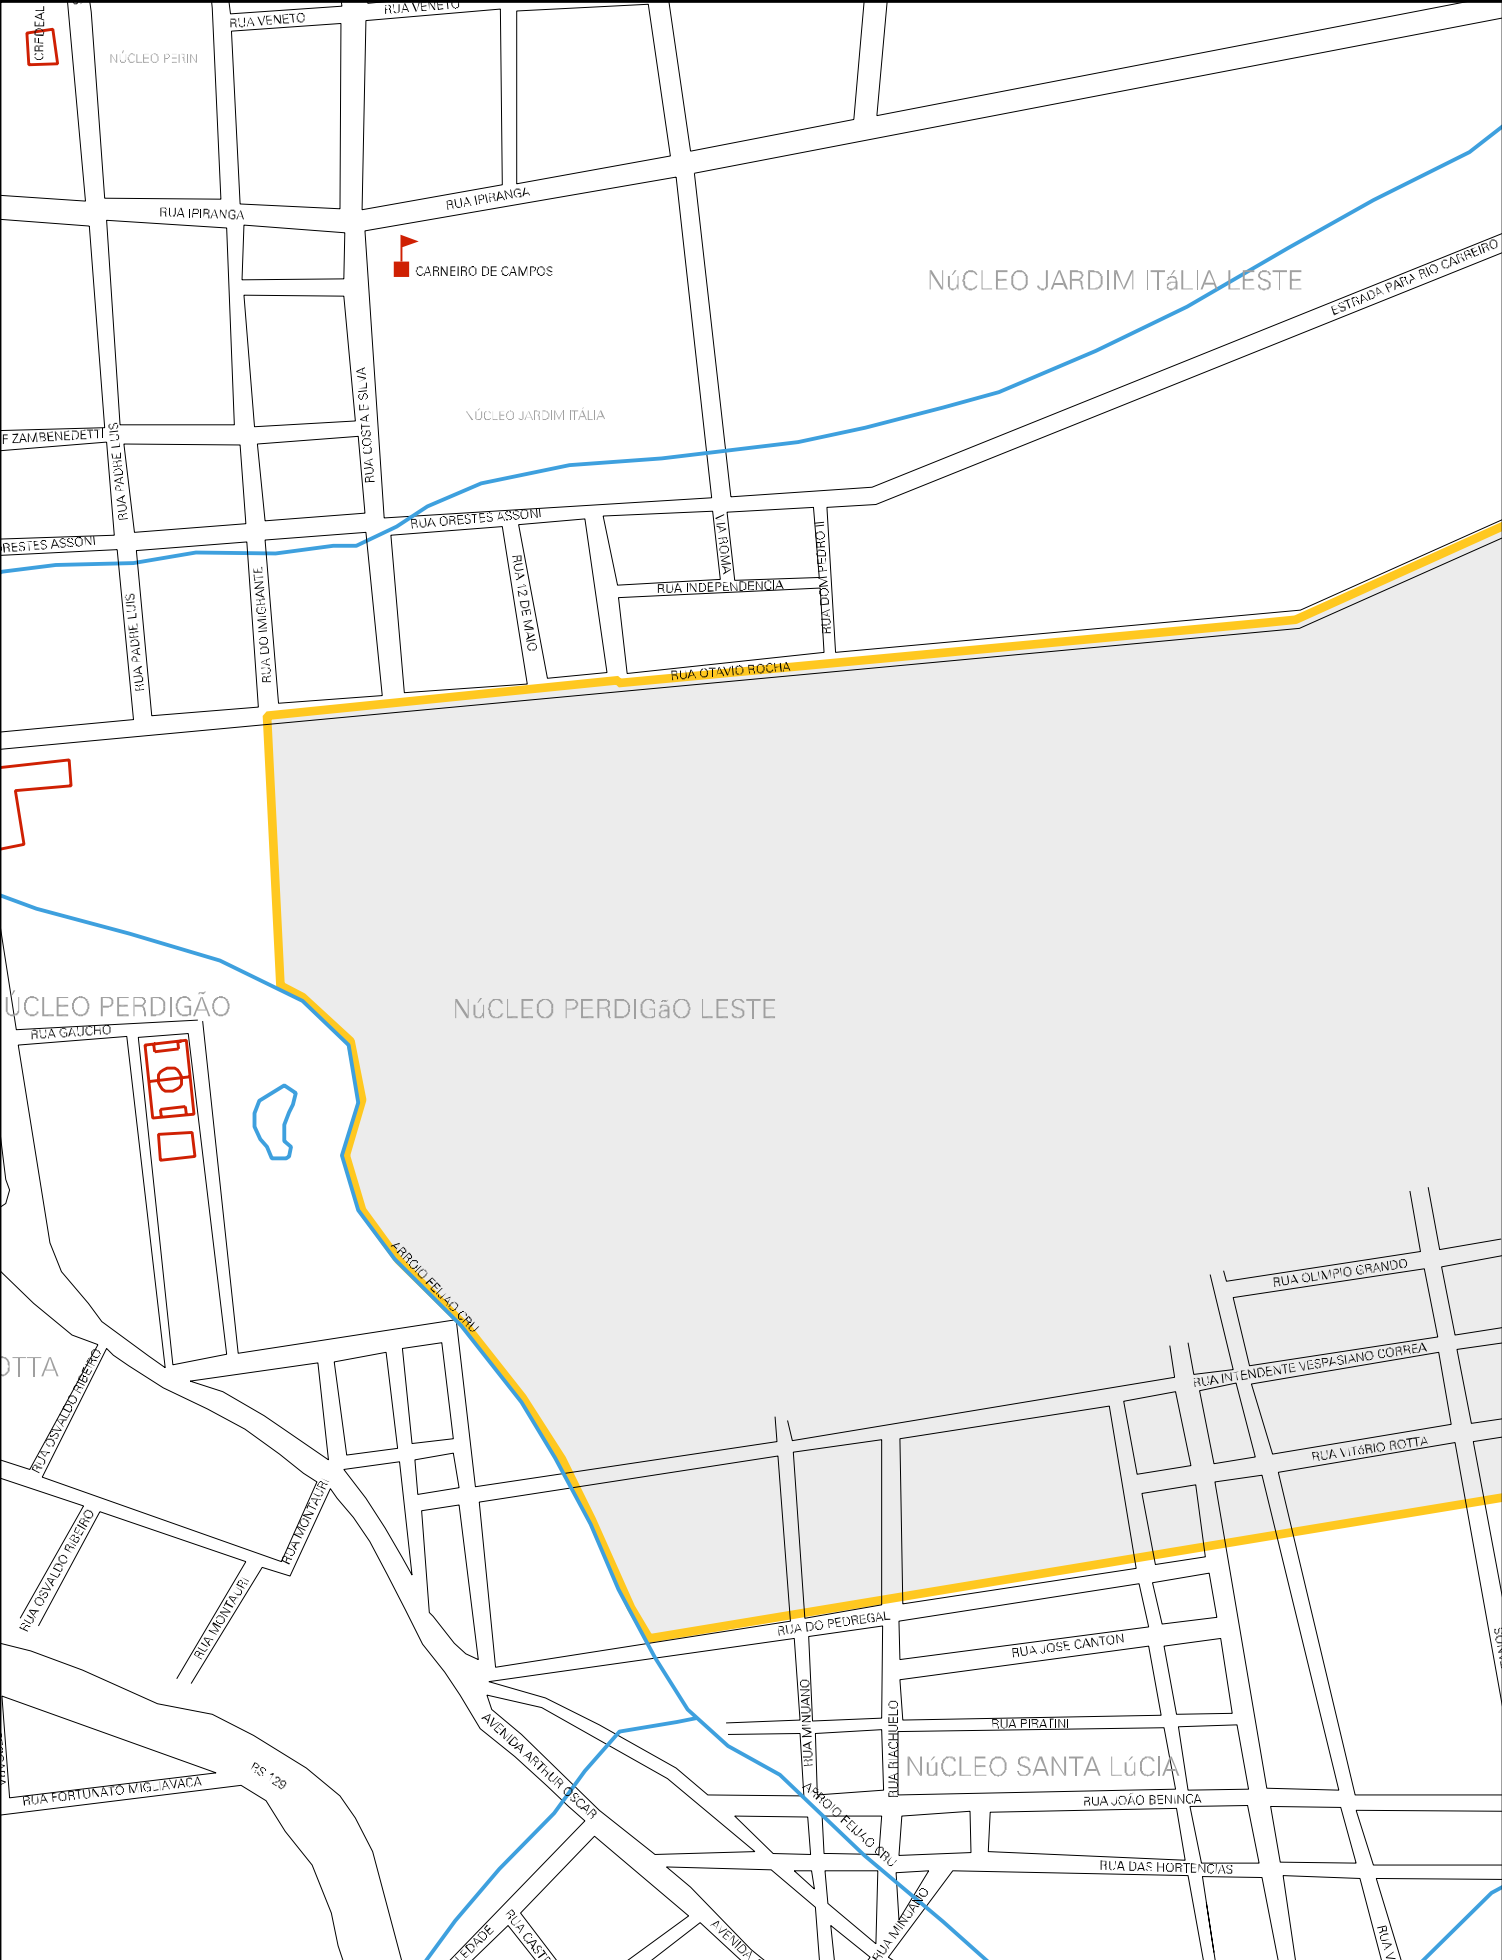 CREDEAL
RUA VENETO
RUA VENETO
NÚCLEO PERIN
RUA IPIRANGA
RUA IPIRANGA
CARNEIRO DE CAMPOS
NúCLEO JARDIM ITáLIA LESTE
ESTRADA PARA RIO CARREIRO
RUA COSTA E SILVA
NÚCLEO JARDIM ITÁLIA
F ZAMBENEDETTI
RUA PADRE LUIS
RUA ORESTES ASSONI
ORESTES ASSONI
VIA ROMA
RUA DOM PEDRO II
RUA 12 DE MAIO
RUA INDEPENDENCIA
RUA PADRE LUIS
RUA DO IMIGRANTE
RUA OTAVIO ROCHA
ÚCLEO PERDIGÃO
NúCLEO PERDIGãO LESTE
RUA GAUCHO
ARROIO FEIJAO CRU
RUA OLIMPIO GRANDO
OTTA
RUA OSVALDO RIBEIRO
RUA INTENDENTE VESPASIANO CORREA
RUA VITóRIO ROTTA
RUA MONTAURI
RUA OSVALDO RIBEIRO
RUA MONTAURI
RUA DO PEDREGAL
RUA JOSE CANTON
RUA MINUANO
RUA RIACHUELO
RUA PIRATINI
AVENIDA ARTHUR OSCAR
RS-129
NúCLEO SANTA LúCIA
RUA FORTUNATO MIGLIAVACA
ARROIO FEIJAO CRU
RUA JOÃO BENINCA
RUA DAS HORTENCIAS
RUA MINUANO
LEDADE
RUA CAST
AVENIDA
RUA V